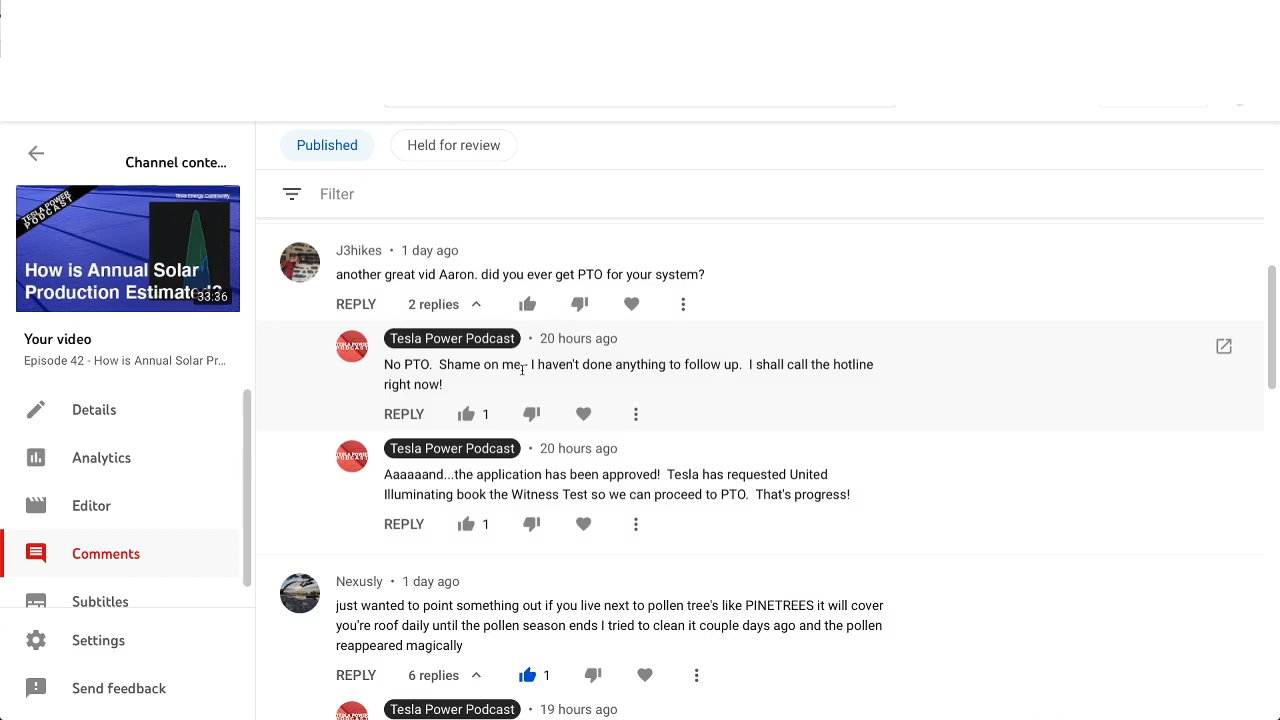 Published
Held for review
Channel conte...
Filter
TESLA POWER
PODCAST
Tesla Energy Community
How is Annual Solar
Production Estimated?
33:36
Your video
Episode 42 - How is Annual Solar Pr...
Details
Analytics
Editor
Comments
Subtitles
Settings
Send feedback
J3hikes • 1 day ago
another great vid Aaron. did you ever get PTO for your system?
REPLY 2 replies
Tesla Power Podcast • 20 hours ago
No PTO.  Shame on me - I haven't done anything to follow up.  I shall call the hotline
right now!
REPLY 1
Tesla Power Podcast • 20 hours ago
Aaaaaand...the application has been approved!  Tesla has requested United
Illuminating book the Witness Test so we can proceed to PTO.  That's progress!
REPLY 1
Nexusly • 1 day ago
just wanted to point something out if you live next to pollen tree's like PINETREES it will cover
you're roof daily until the pollen season ends I tried to clean it couple days ago and the pollen
reappeared magically
REPLY 6 replies 1
Tesla Power Podcast • 19 hours ago